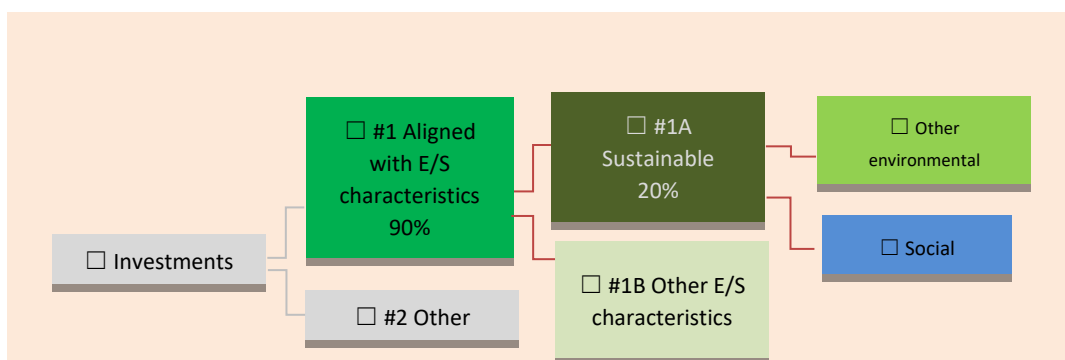 ☐ #1 Aligned
with E/S
characteristics
90%
☐ #1A
Sustainable
20%
☐ Other
environmental
☐ Social
☐ Investments
☐ #1B Other E/S
characteristics
☐ #2 Other